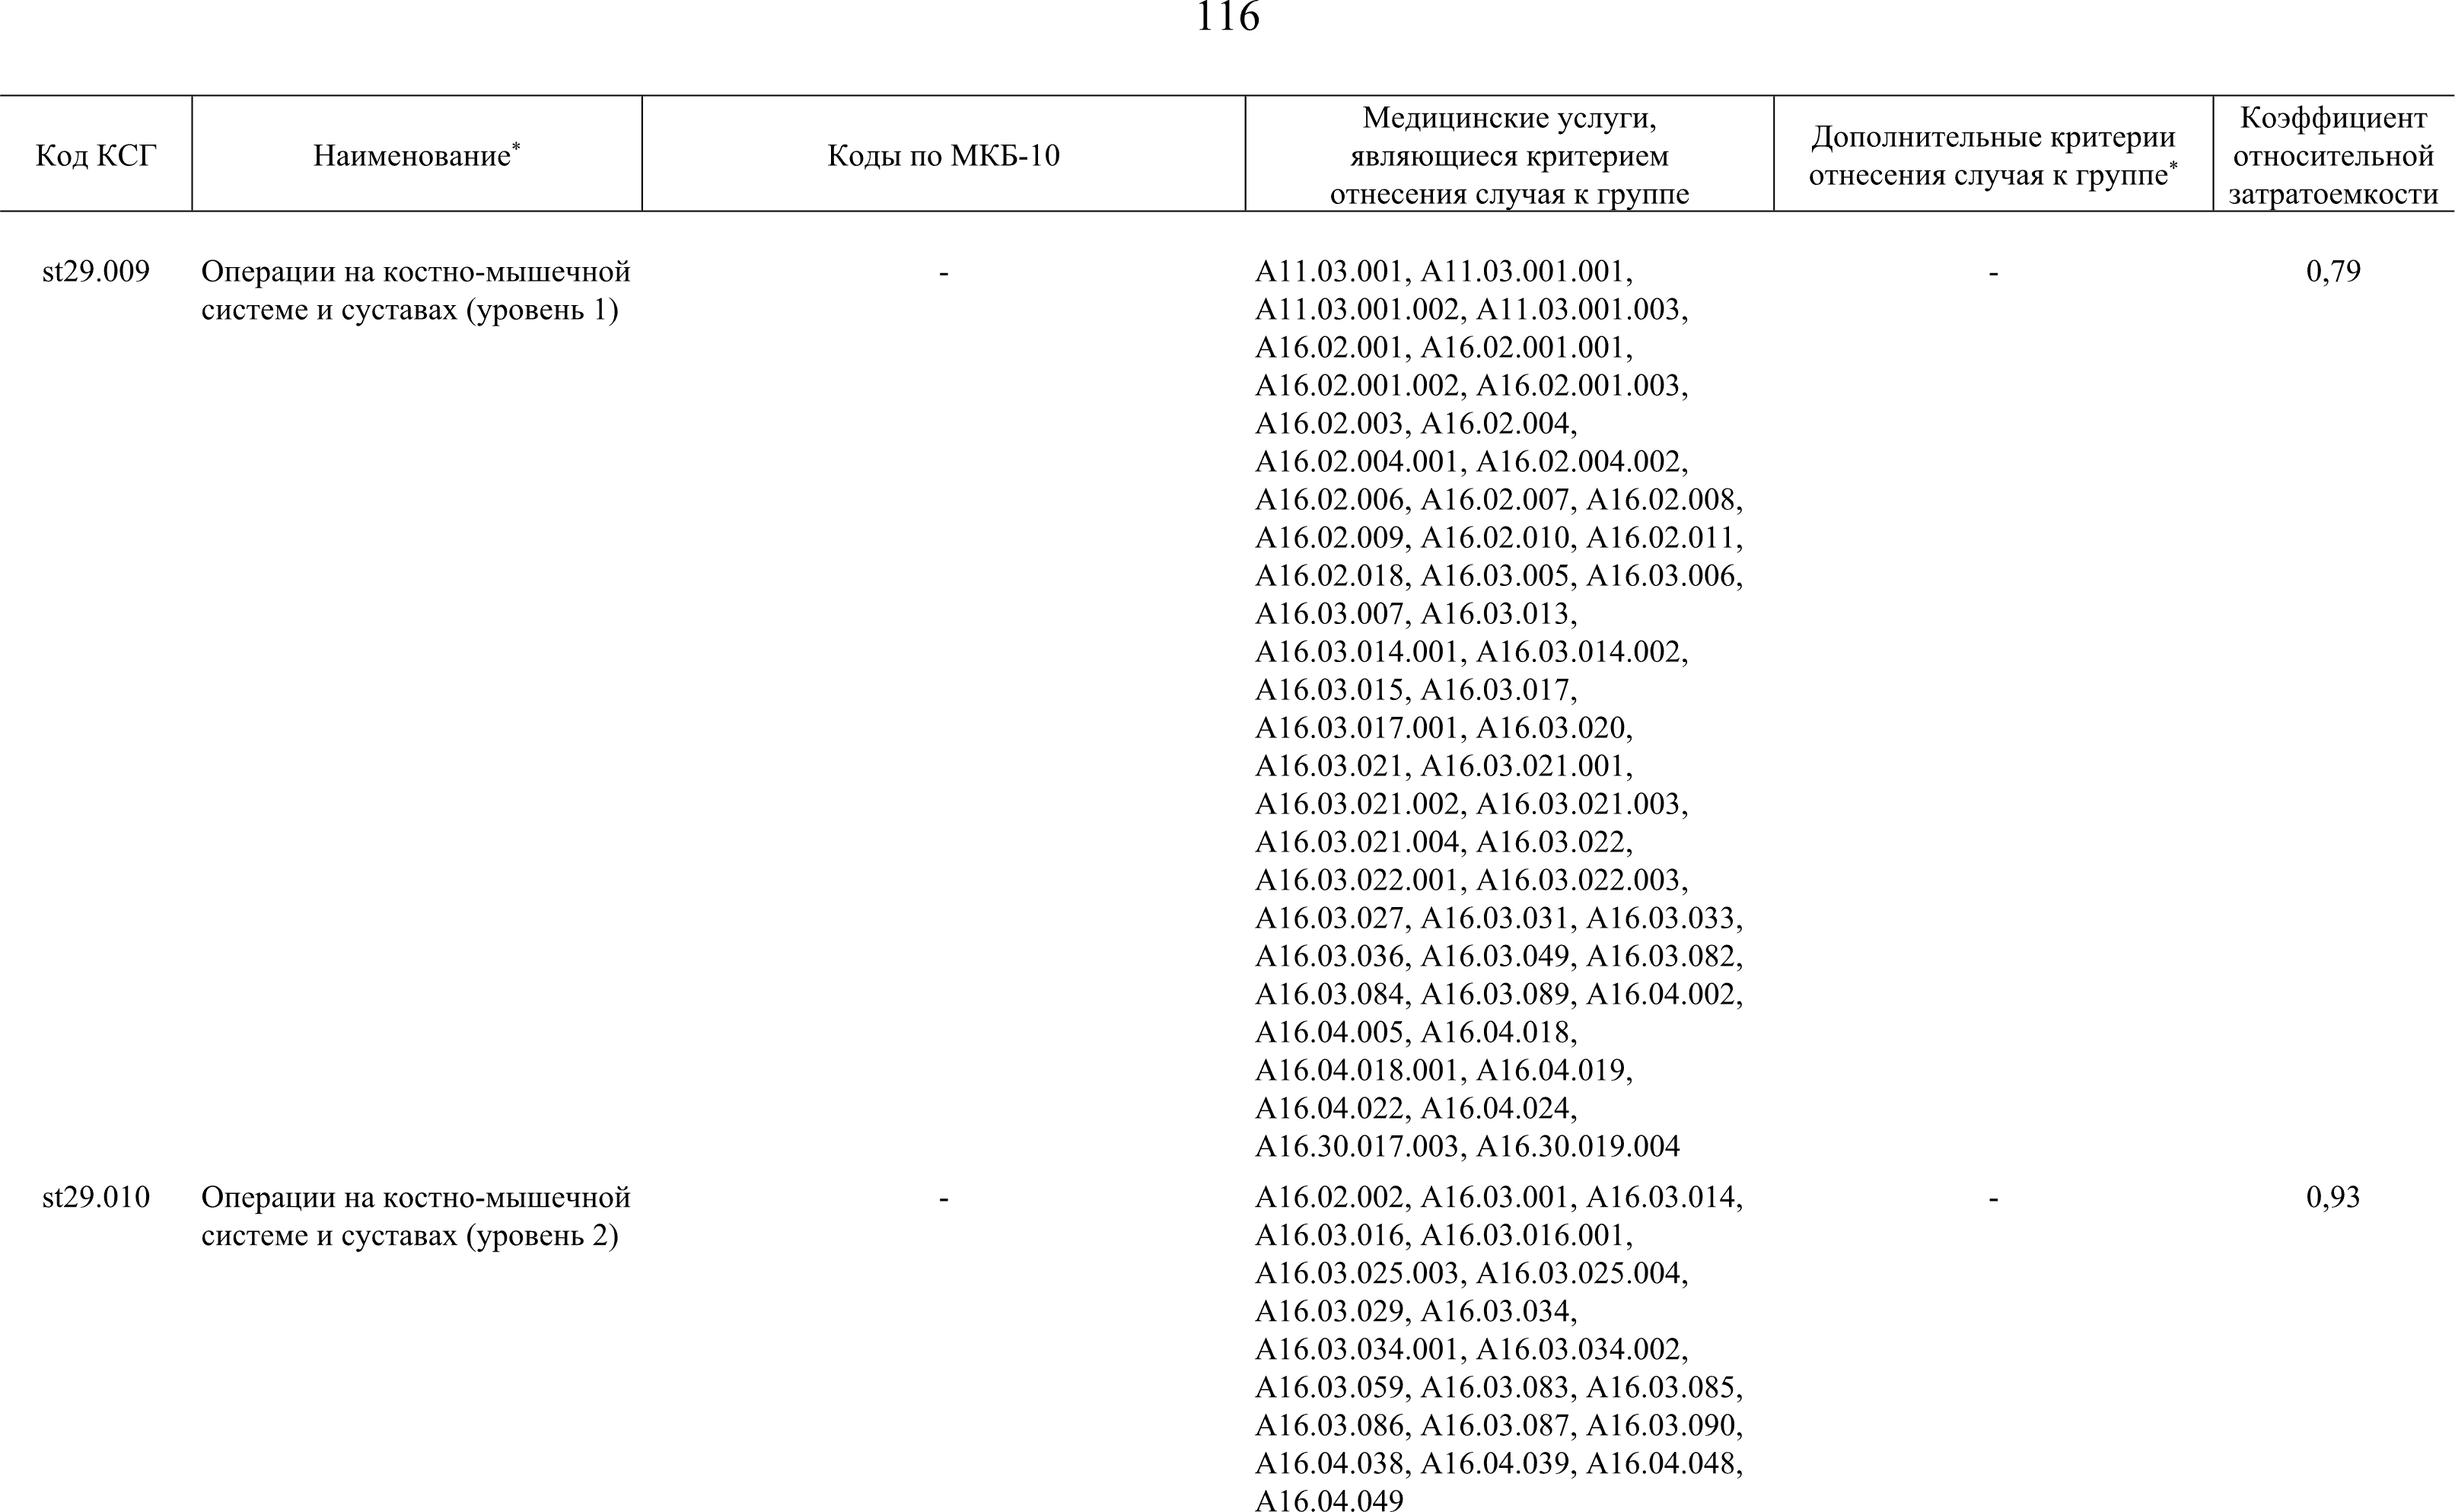 116
Код КСГ
Наименование*
Коды по МКБ-10
Медицинские услуги,
являющиеся критерием
отнесения случая к группе
Дополнительные критерии
отнесения случая к группе*
Коэффициент
относительной
затратоемкости
st29.009
Операции на костно-мышечной
системе и суставах (уровень 1)
-
A11.03.001, A11.03.001.001,
A11.03.001.002, A11.03.001.003,
A16.02.001, A16.02.001.001,
A16.02.001.002, A16.02.001.003,
A16.02.003, A16.02.004,
A16.02.004.001, A16.02.004.002,
A16.02.006, A16.02.007, A16.02.008,
A16.02.009, A16.02.010, A16.02.011,
A16.02.018, A16.03.005, A16.03.006,
A16.03.007, A16.03.013,
A16.03.014.001, A16.03.014.002,
A16.03.015, A16.03.017,
A16.03.017.001, A16.03.020,
A16.03.021, A16.03.021.001,
A16.03.021.002, A16.03.021.003,
A16.03.021.004, A16.03.022,
A16.03.022.001, A16.03.022.003,
A16.03.027, A16.03.031, A16.03.033,
A16.03.036, A16.03.049, A16.03.082,
A16.03.084, A16.03.089, A16.04.002,
A16.04.005, A16.04.018,
A16.04.018.001, A16.04.019,
A16.04.022, A16.04.024,
A16.30.017.003, A16.30.019.004
-
0,79
st29.010
Операции на костно-мышечной
системе и суставах (уровень 2)
-
A16.02.002, A16.03.001, A16.03.014,
A16.03.016, A16.03.016.001,
A16.03.025.003, A16.03.025.004,
A16.03.029, A16.03.034,
A16.03.034.001, A16.03.034.002,
A16.03.059, A16.03.083, A16.03.085,
A16.03.086, A16.03.087, A16.03.090,
A16.04.038, A16.04.039, A16.04.048,
A16.04.049
-
0,93